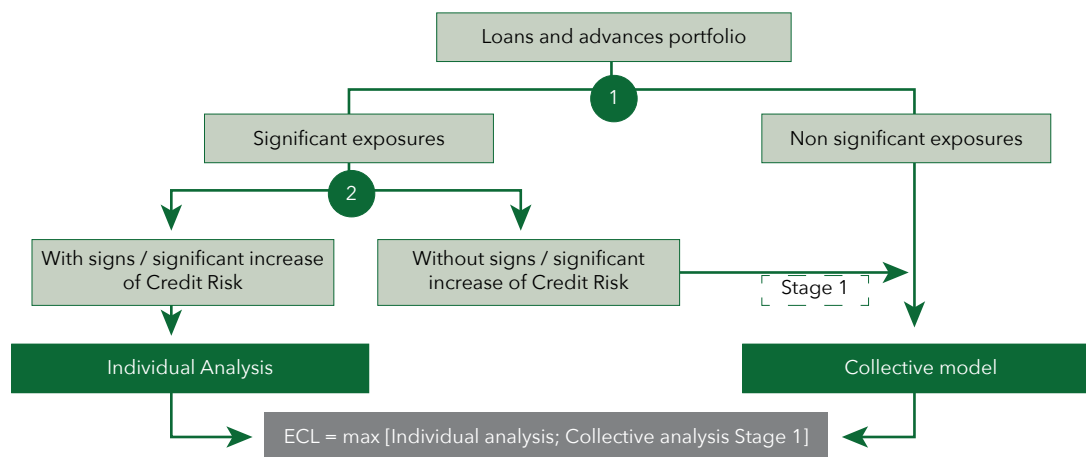 Loans and advances portfolio
1
Significant exposures
Non significant exposures
2
With signs / significant increase
of Credit Risk
Without signs / significant
increase of Credit Risk
Stage 1
Individual Analysis
Collective model
ECL = max [Individual analysis; Collective analysis Stage 1]